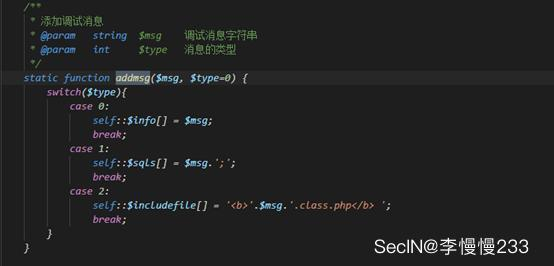 /**
 * 添加调试消息
 * @param   string  $msg    调试消息字符串
 * @param   int     $type   消息的类型
 */
static function addmsg($msg, $type=0) {
    switch($type){
        case 0:
            self::$info[] = $msg;
            break;
        case 1:
            self::$sqls[] = $msg.';';
            break;
        case 2:
            self::$includefile[] = '<b>'.$msg.'.class.php</b> ';
            break;
    }
}
SecIN@李慢慢233